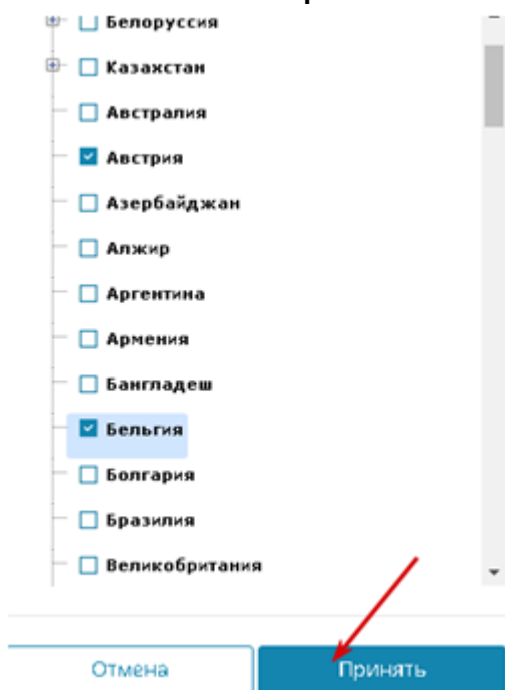 Белоруссия
Казахстан
Австралия
Австрия
Азербайджан
Алжир
Аргентина
Армения
Бангладеш
Бельгия
Болгария
Бразилия
Великобритания
Отмена Принять